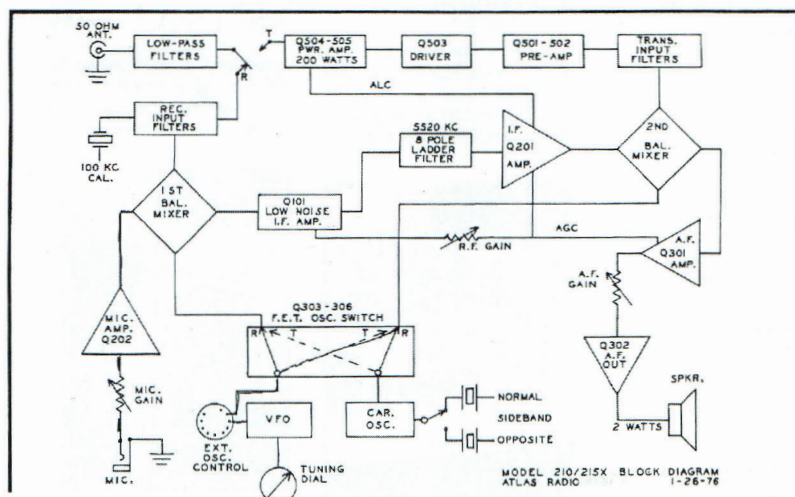 50 OHM
ANT.
LOW-PASS
FILTERS
T
R
Q504-505
PWR. AMP.
200 WATTS
Q503
DRIVER
Q501-502
PRE-AMP
TRANS.
INPUT
FILTERS
ALC
REC.
INPUT
FILTERS
100 KC
CAL.
5520 KC
8 POLE
LADDER
FILTER
I.F.
Q201
AMP.
2ND
BAL.
MIXER
1ST
BAL.
MIXER
Q101
LOW NOISE
I.F. AMP.
R.F. GAIN
AGC
A.F.
Q301
AMP.
A.F.
GAIN
Q303-306
F.E.T. OSC. SWITCH
R
T
T
R
MIC.
AMP.
Q202
Q302
A.F.
OUT
MIC.
GAIN
SPKR.
2 WATTS
VFO
CAR.
OSC.
NORMAL
SIDEBAND
OPPOSITE
EXT.
OSC.
CONTROL
TUNING
DIAL
MIC.
MODEL 210/215X BLOCK DIAGRAM
ATLAS RADIO 1-26-76